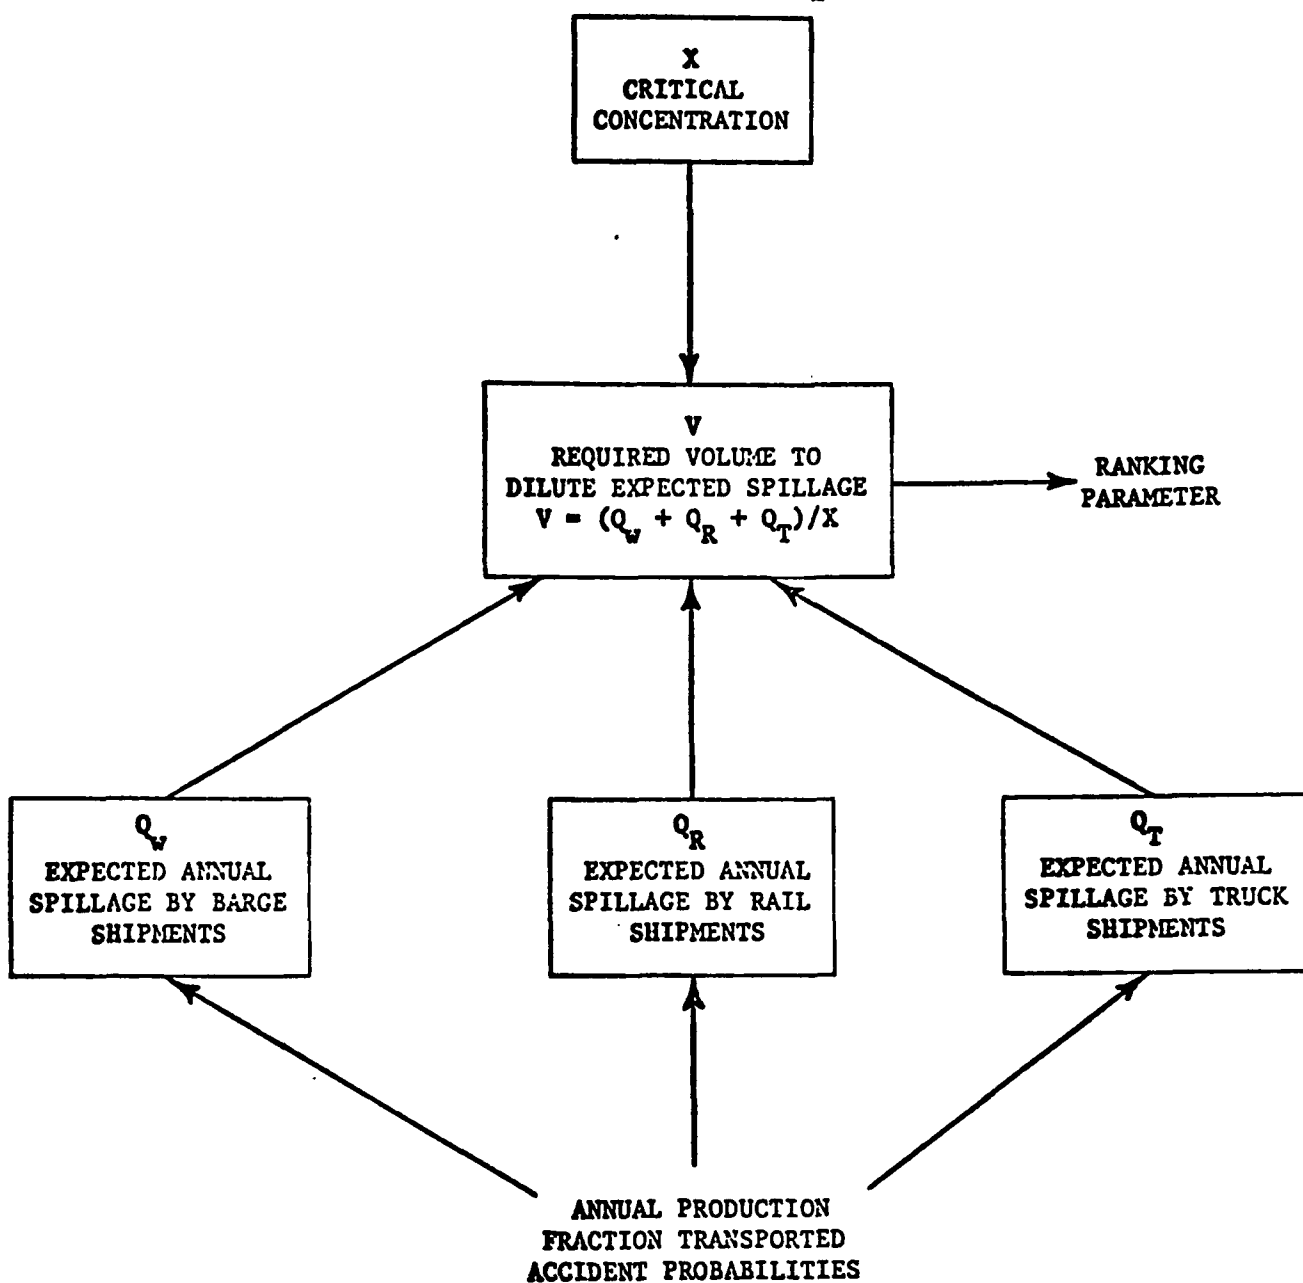 X
CRITICAL
CONCENTRATION
V
REQUIRED VOLUME TO
DILUTE EXPECTED SPILLAGE
V = (Q_w + Q_R + Q_T)/X
RANKING
PARAMETER
Q_w
EXPECTED ANNUAL
SPILLAGE BY BARGE
SHIPMENTS
Q_R
EXPECTED ANNUAL
SPILLAGE BY RAIL
SHIPMENTS
Q_T
EXPECTED ANNUAL
SPILLAGE BY TRUCK
SHIPMENTS
ANNUAL PRODUCTION
FRACTION TRANSPORTED
ACCIDENT PROBABILITIES